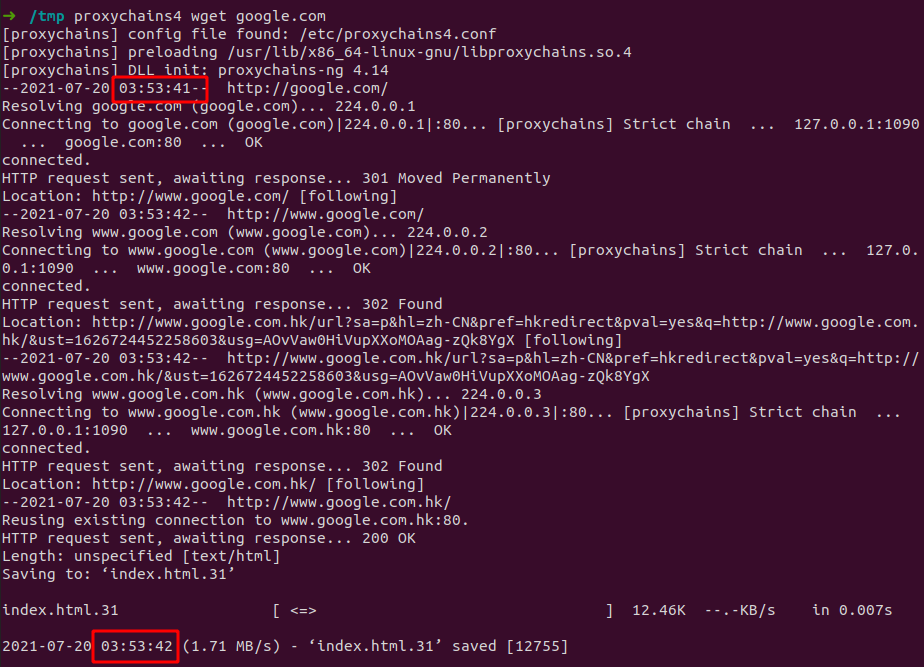 → /tmp proxychains4 wget google.com
[proxychains] config file found: /etc/proxychains4.conf
[proxychains] preloading /usr/lib/x86_64-linux-gnu/libproxychains.so.4
[proxychains] DLL init: proxychains-ng 4.14
--2021-07-20 03:53:41--  http://google.com/
Resolving google.com (google.com)... 224.0.0.1
Connecting to google.com (google.com)|224.0.0.1|:80... [proxychains] Strict chain  ...  127.0.0.1:1090
  ...  google.com:80  ...  OK
connected.
HTTP request sent, awaiting response... 301 Moved Permanently
Location: http://www.google.com/ [following]
--2021-07-20 03:53:42--  http://www.google.com/
Resolving www.google.com (www.google.com)... 224.0.0.2
Connecting to www.google.com (www.google.com)|224.0.0.2|:80... [proxychains] Strict chain  ...  127.0.
0.1:1090  ...  www.google.com:80  ...  OK
connected.
HTTP request sent, awaiting response... 302 Found
Location: http://www.google.com.hk/url?sa=p&hl=zh-CN&pref=hkredirect&pval=yes&q=http://www.google.com.
hk/&ust=1626724452258603&usg=AOvVaw0HiVupXXoMOAag-zQk8YgX [following]
--2021-07-20 03:53:42--  http://www.google.com.hk/url?sa=p&hl=zh-CN&pref=hkredirect&pval=yes&q=http://
www.google.com.hk/&ust=1626724452258603&usg=AOvVaw0HiVupXXoMOAag-zQk8YgX
Resolving www.google.com.hk (www.google.com.hk)... 224.0.0.3
Connecting to www.google.com.hk (www.google.com.hk)|224.0.0.3|:80... [proxychains] Strict chain  ...
127.0.0.1:1090  ...  www.google.com.hk:80  ...  OK
connected.
HTTP request sent, awaiting response... 302 Found
Location: http://www.google.com.hk/ [following]
--2021-07-20 03:53:42--  http://www.google.com.hk/
Reusing existing connection to www.google.com.hk:80.
HTTP request sent, awaiting response... 200 OK
Length: unspecified [text/html]
Saving to: ‘index.html.31’
index.html.31                 [ <=>                                ]  12.46K  --.-KB/s    in 0.007s
2021-07-20 03:53:42 (1.71 MB/s) - ‘index.html.31’ saved [12755]